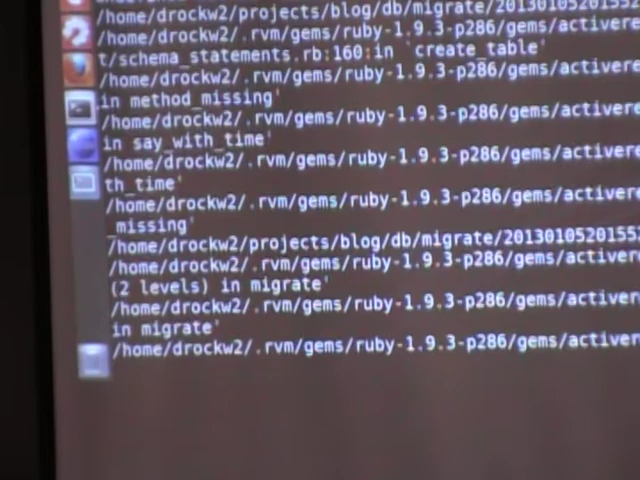 /home/drockw2/projects/blog/db/migrate/2013010520155
/home/drockw2/.rvm/gems/ruby-1.9.3-p286/gems/activere
t/schema_statements.rb:160:in `create_table'
/home/drockw2/.rvm/gems/ruby-1.9.3-p286/gems/activere
in method_missing'
/home/drockw2/.rvm/gems/ruby-1.9.3-p286/gems/activere
in say_with_time'
/home/drockw2/.rvm/gems/ruby-1.9.3-p286/gems/activere
th_time'
/home/drockw2/.rvm/gems/ruby-1.9.3-p286/gems/activere
_missing'
/home/drockw2/projects/blog/db/migrate/2013010520155
/home/drockw2/.rvm/gems/ruby-1.9.3-p286/gems/activere
(2 levels) in migrate'
/home/drockw2/.rvm/gems/ruby-1.9.3-p286/gems/activer
in migrate'
/home/drockw2/.rvm/gems/ruby-1.9.3-p286/gems/activer